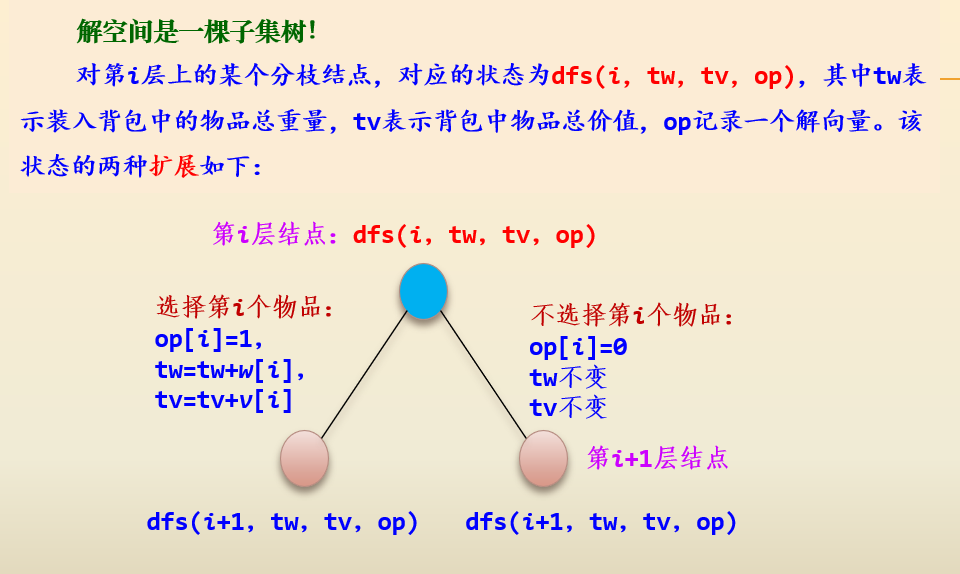 解空间是一棵子集树！
对第i层上的某个分枝结点，对应的状态为dfs(i，tw，tv，op)，其中tw表
示装入背包中的物品总重量，tv表示背包中物品总价值，op记录一个解向量。该
状态的两种扩展如下：
第i层结点：dfs(i，tw，tv，op)
选择第i个物品：
op[i]=1，
tw=tw+w[i]，
tv=tv+v[i]
不选择第i个物品：
op[i]=0
tw不变
tv不变
第i+1层结点
dfs(i+1，tw，tv，op)
dfs(i+1，tw，tv，op)